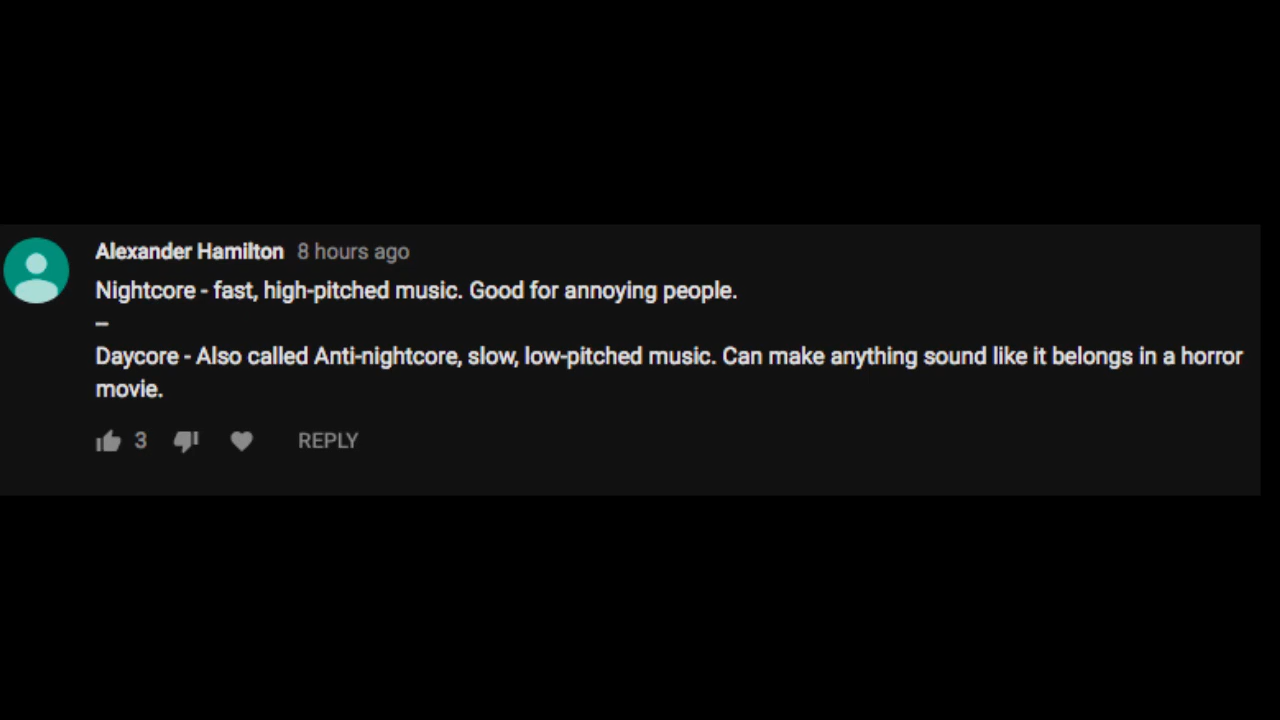 Alexander Hamilton 8 hours ago
Nightcore - fast, high-pitched music. Good for annoying people.
–
Daycore - Also called Anti-nightcore, slow, low-pitched music. Can make anything sound like it belongs in a horror
movie.
3 REPLY